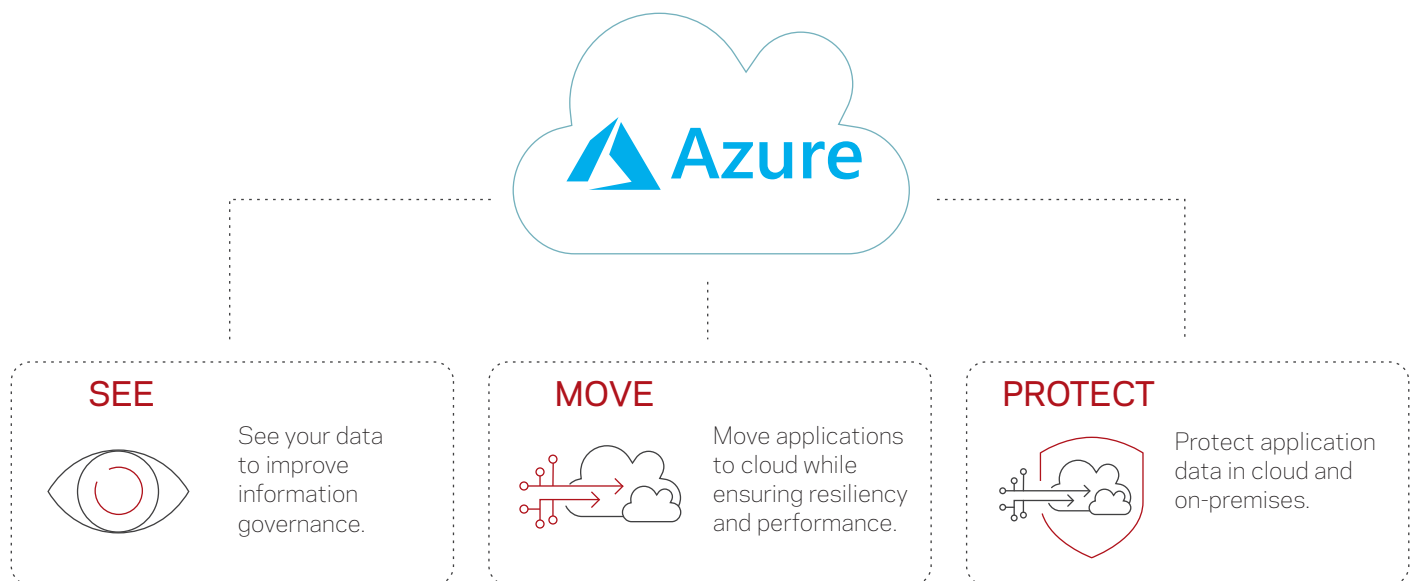 Azure
SEE
See your data
to improve
information
governance.
MOVE
Move applications
to cloud while
ensuring resiliency
and performance.
PROTECT
Protect application
data in cloud and
on-premises.